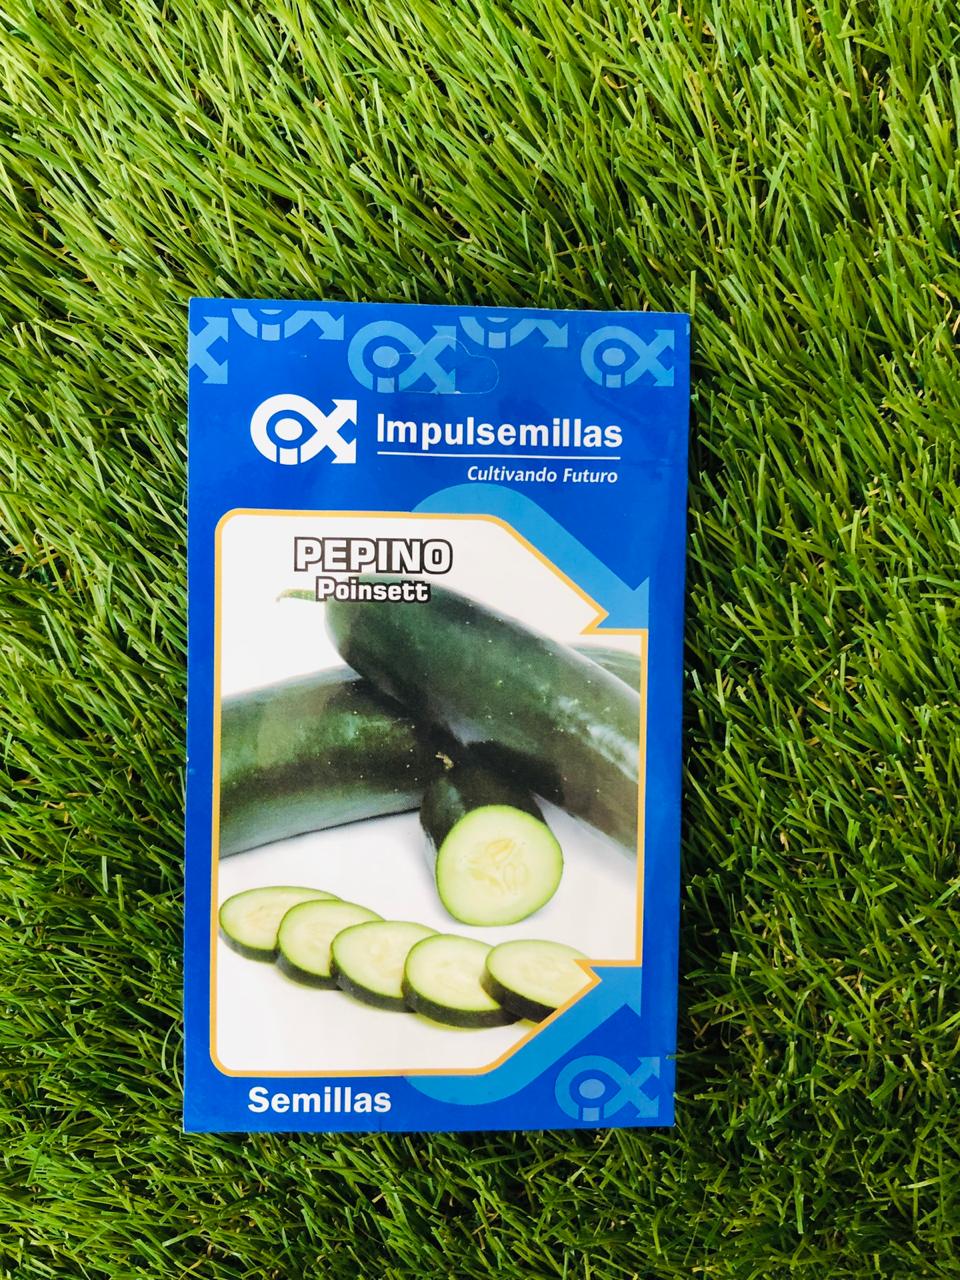 Impulsemillas
Cultivando Futuro
PEPINO
Poinsett
Semillas